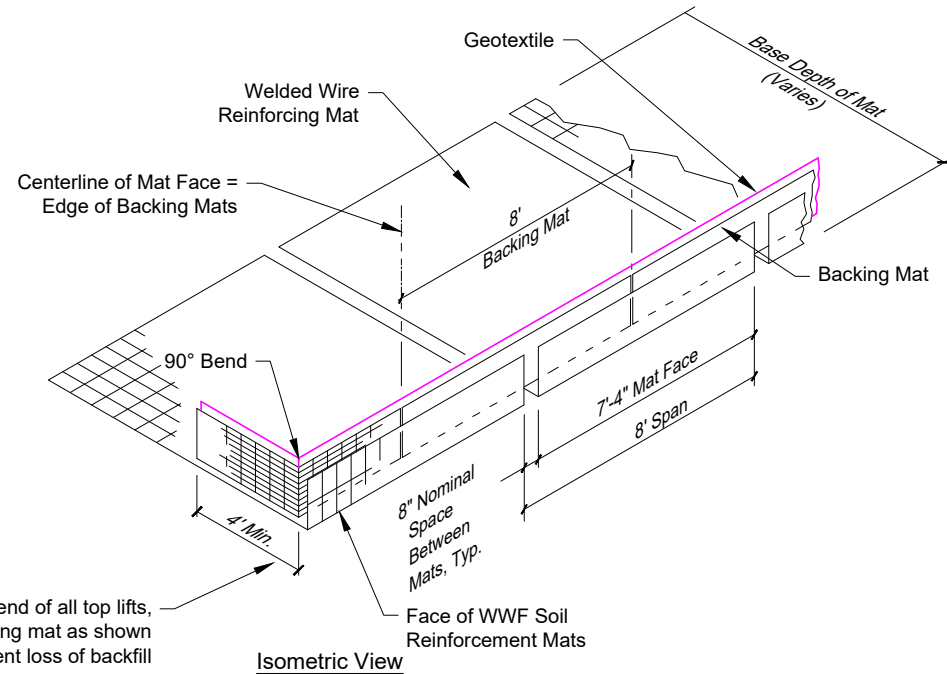 Geotextile
Base Depth of Mat
(Varies)
Welded Wire
Reinforcing Mat
Centerline of Mat Face =
Edge of Backing Mats
8'
Backing Mat
Backing Mat
90° Bend
7'-4" Mat Face
8' Span
8" Nominal
Space
Between
Mats, Typ.
4' Min.
end of all top lifts,
ing mat as shown
ent loss of backfill
Face of WWF Soil
Reinforcement Mats
Isometric View